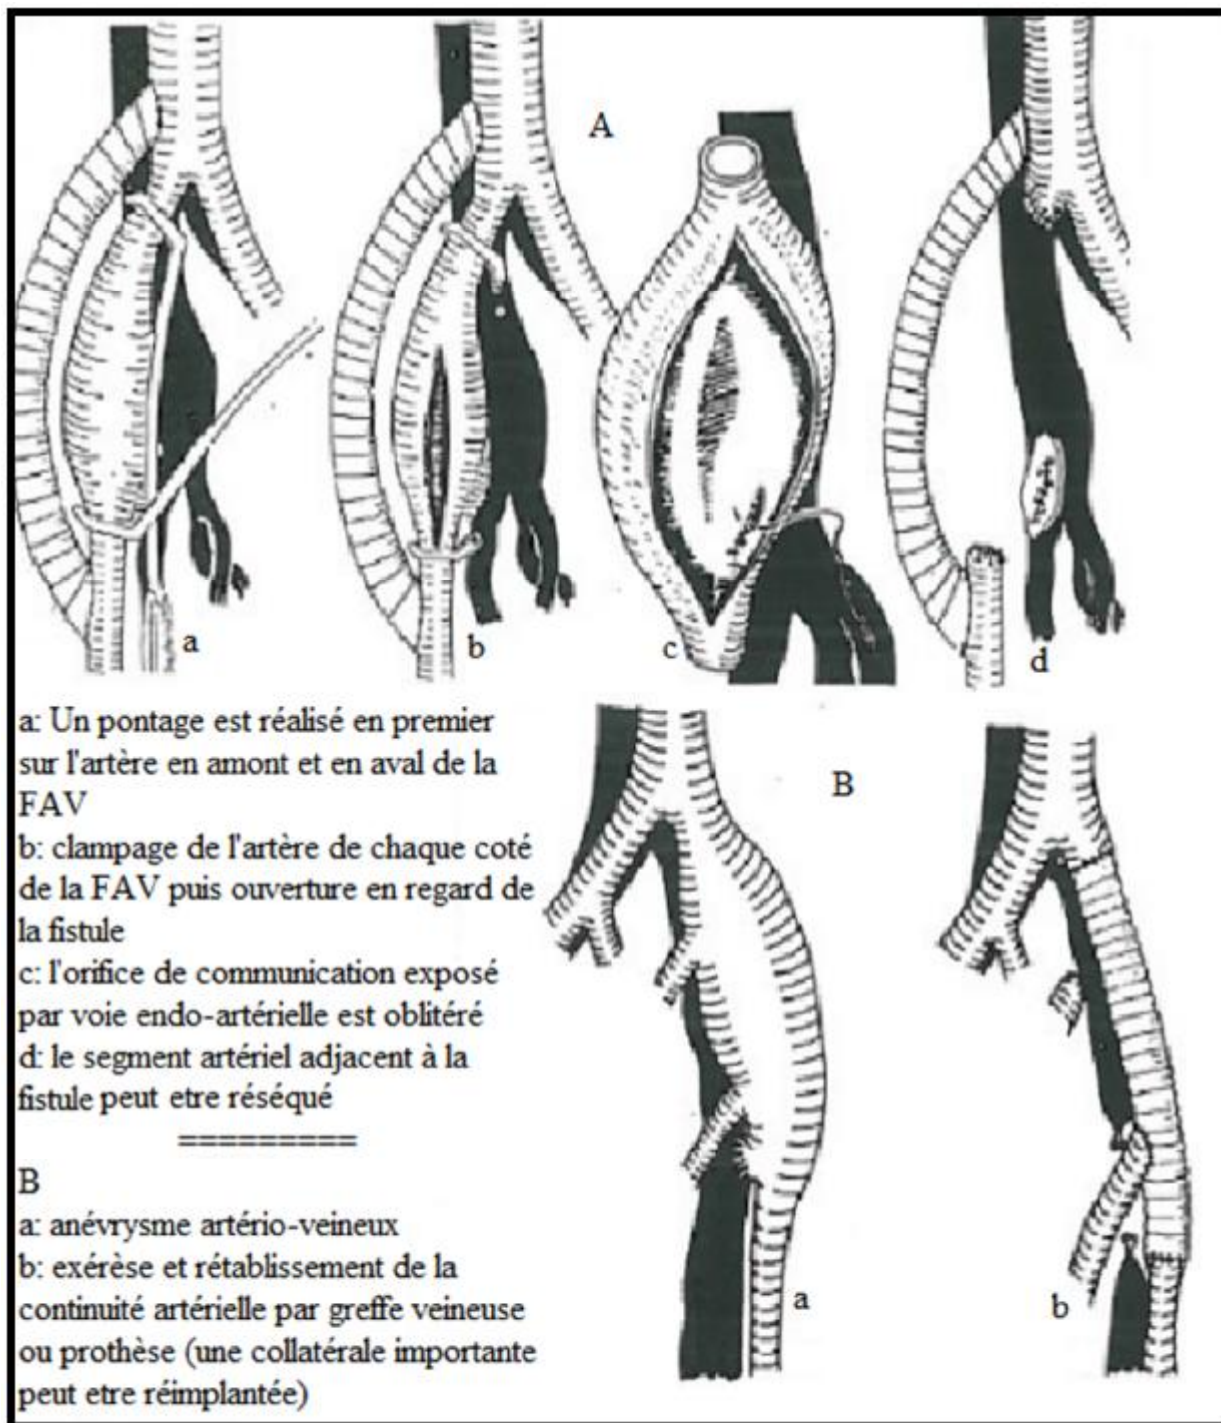 A
a
b
c
d
a: Un pontage est réalisé en premier
sur l'artère en amont et en aval de la
FAV
b: clampage de l'artère de chaque coté
de la FAV puis ouverture en regard de
la fistule
c: l'orifice de communication exposé
par voie endo-artérielle est oblitéré
d: le segment artériel adjacent à la
fistule peut etre réséqué
=========
B
a: anévrysme artério-veineux
b: exérèse et rétablissement de la
continuité artérielle par greffe veineuse
ou prothèse (une collatérale importante
peut etre réimplantée)
B
a
b